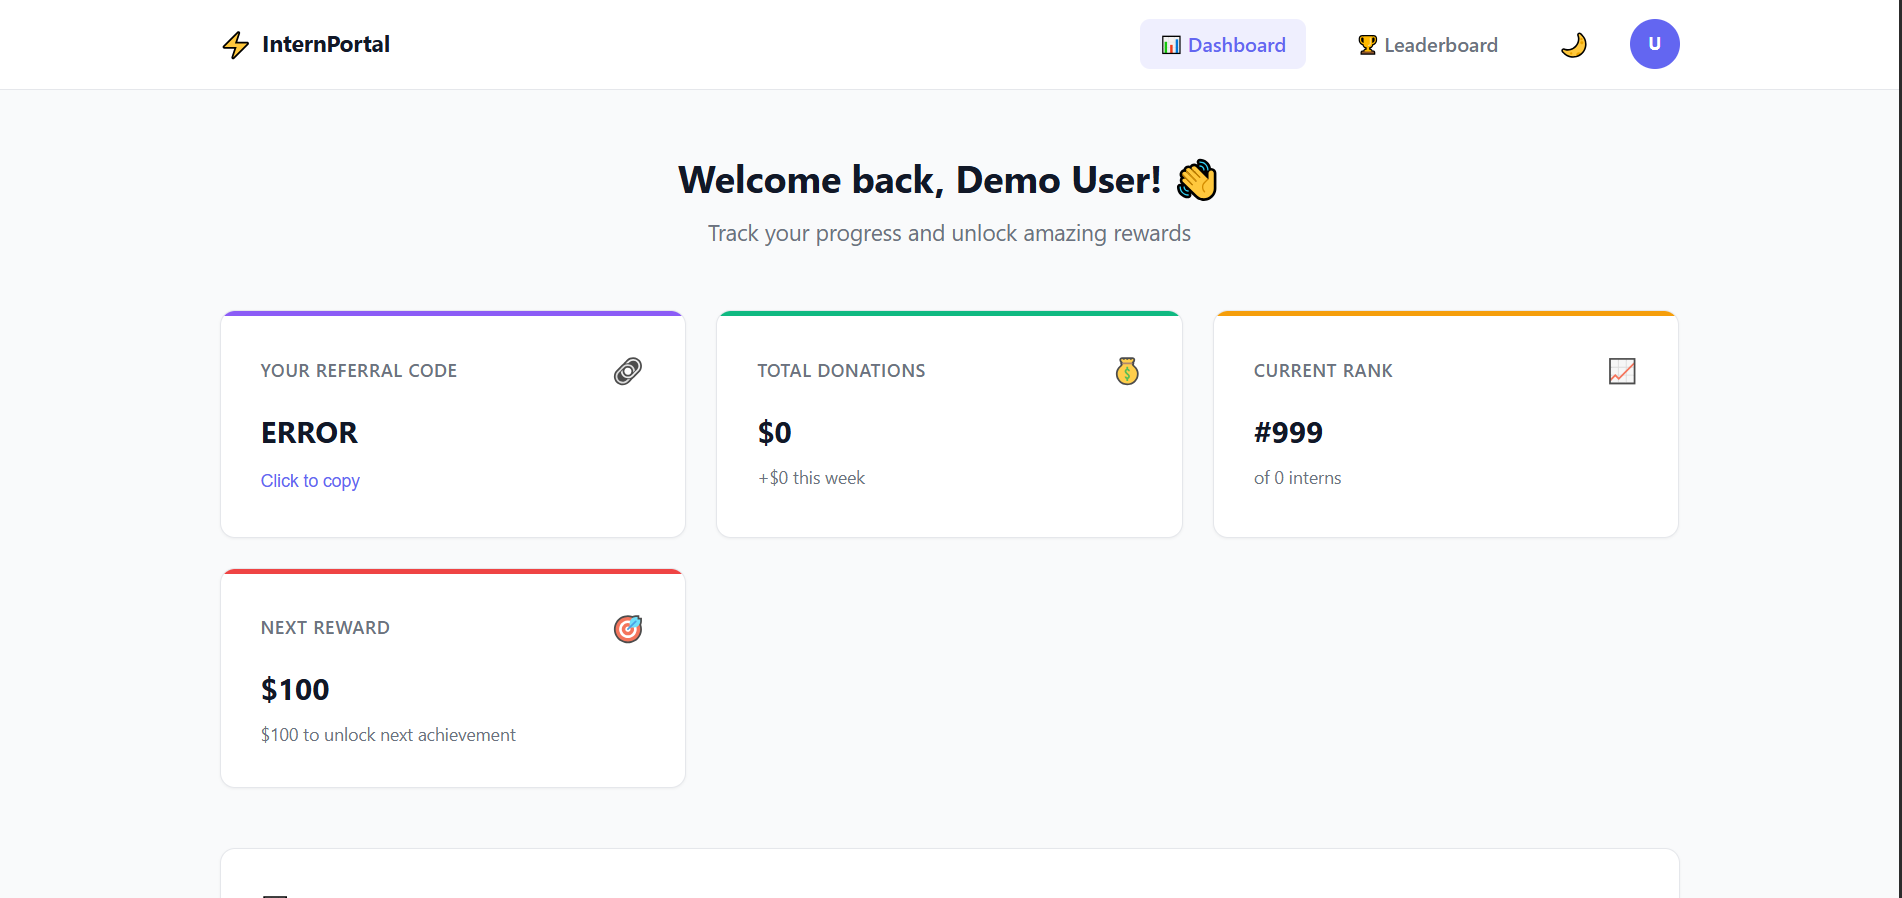 InternPortal
Dashboard
Leaderboard
U
Welcome back, Demo User!
Track your progress and unlock amazing rewards
YOUR REFERRAL CODE
ERROR
Click to copy
TOTAL DONATIONS
$0
+$0 this week
CURRENT RANK
#999
of 0 interns
NEXT REWARD
$100
$100 to unlock next achievement